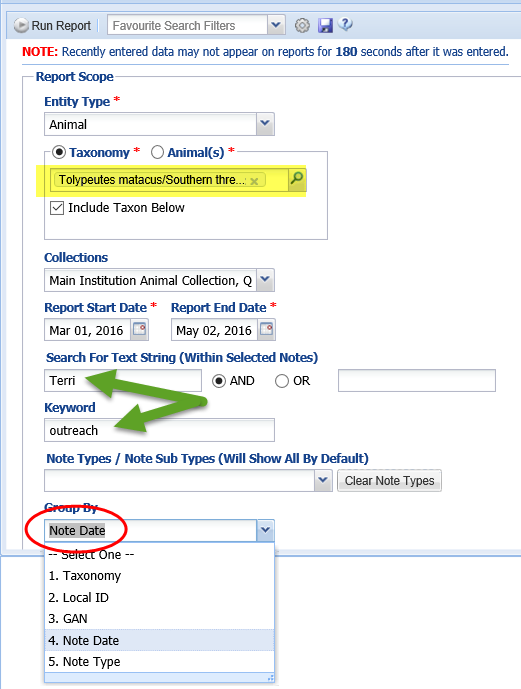 Run Report Favourite Search Filters
NOTE: Recently entered data may not appear on reports for 180 seconds after it was entered.
Report Scope
Entity Type *
Animal
Taxonomy * Animal(s) *
Tolypeutes matacus/Southern thre...
Include Taxon Below
Collections
Main Institution Animal Collection, Q
Report Start Date * Report End Date *
Mar 01, 2016 May 02, 2016
Search For Text String (Within Selected Notes)
Terri AND OR
Keyword
outreach
Note Types / Note Sub Types (Will Show All By Default)
Clear Note Types
Group By
Note Date
-- Select One --
1. Taxonomy
2. Local ID
3. GAN
4. Note Date
5. Note Type